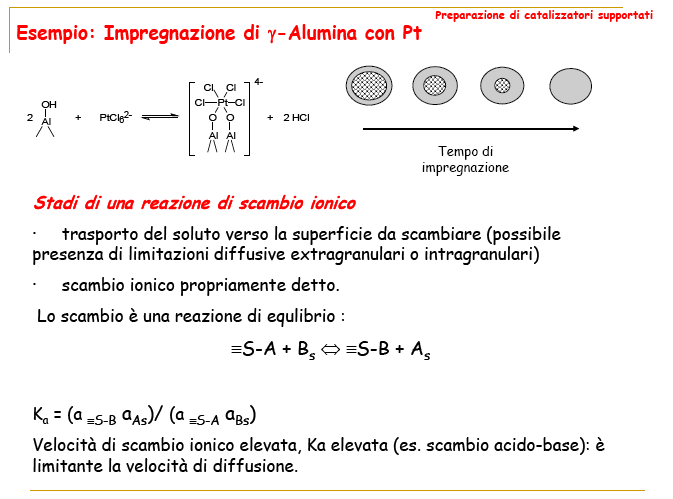 Preparazione di catalizzatori supportati
Esempio: Impregnazione di γ-Alumina con Pt
2 OH Al + PtCl6 2- ⇌ [Cl Cl Cl Pt Cl O O Al Al] 4- + 2 HCl
Tempo di
impregnazione
Stadi di una reazione di scambio ionico
· trasporto del soluto verso la superficie da scambiare (possibile
presenza di limitazioni diffusive extragranulari o intragranulari)
· scambio ionico propriamente detto.
Lo scambio è una reazione di equlibrio :
≡S-A + Bs ⇔ ≡S-B + As
Ka = (a ≡S-B aAs)/ (a ≡S-A aBs)
Velocità di scambio ionico elevata, Ka elevata (es. scambio acido-base): è
limitante la velocità di diffusione.